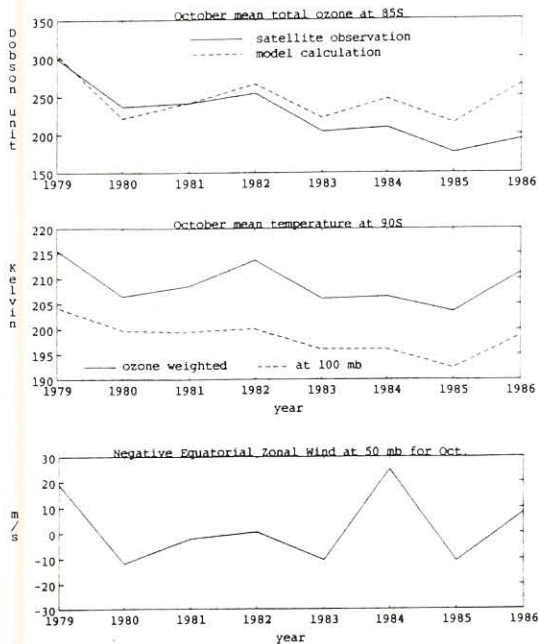 October mean total ozone at 85S
Dobson unit
350
300
250
200
150
satellite observation
model calculation
1979 1980 1981 1982 1983 1984 1985 1986
October mean temperature at 90S
Kelvin
220
215
210
205
200
195
190
ozone weighted
at 100 mb
1979 1980 1981 1982 1983 1984 1985 1986
year
Negative Equatorial Zonal Wind at 50 mb for Oct.
m/s
30
20
10
0
-10
-20
-30
1979 1980 1981 1982 1983 1984 1985 1986
year